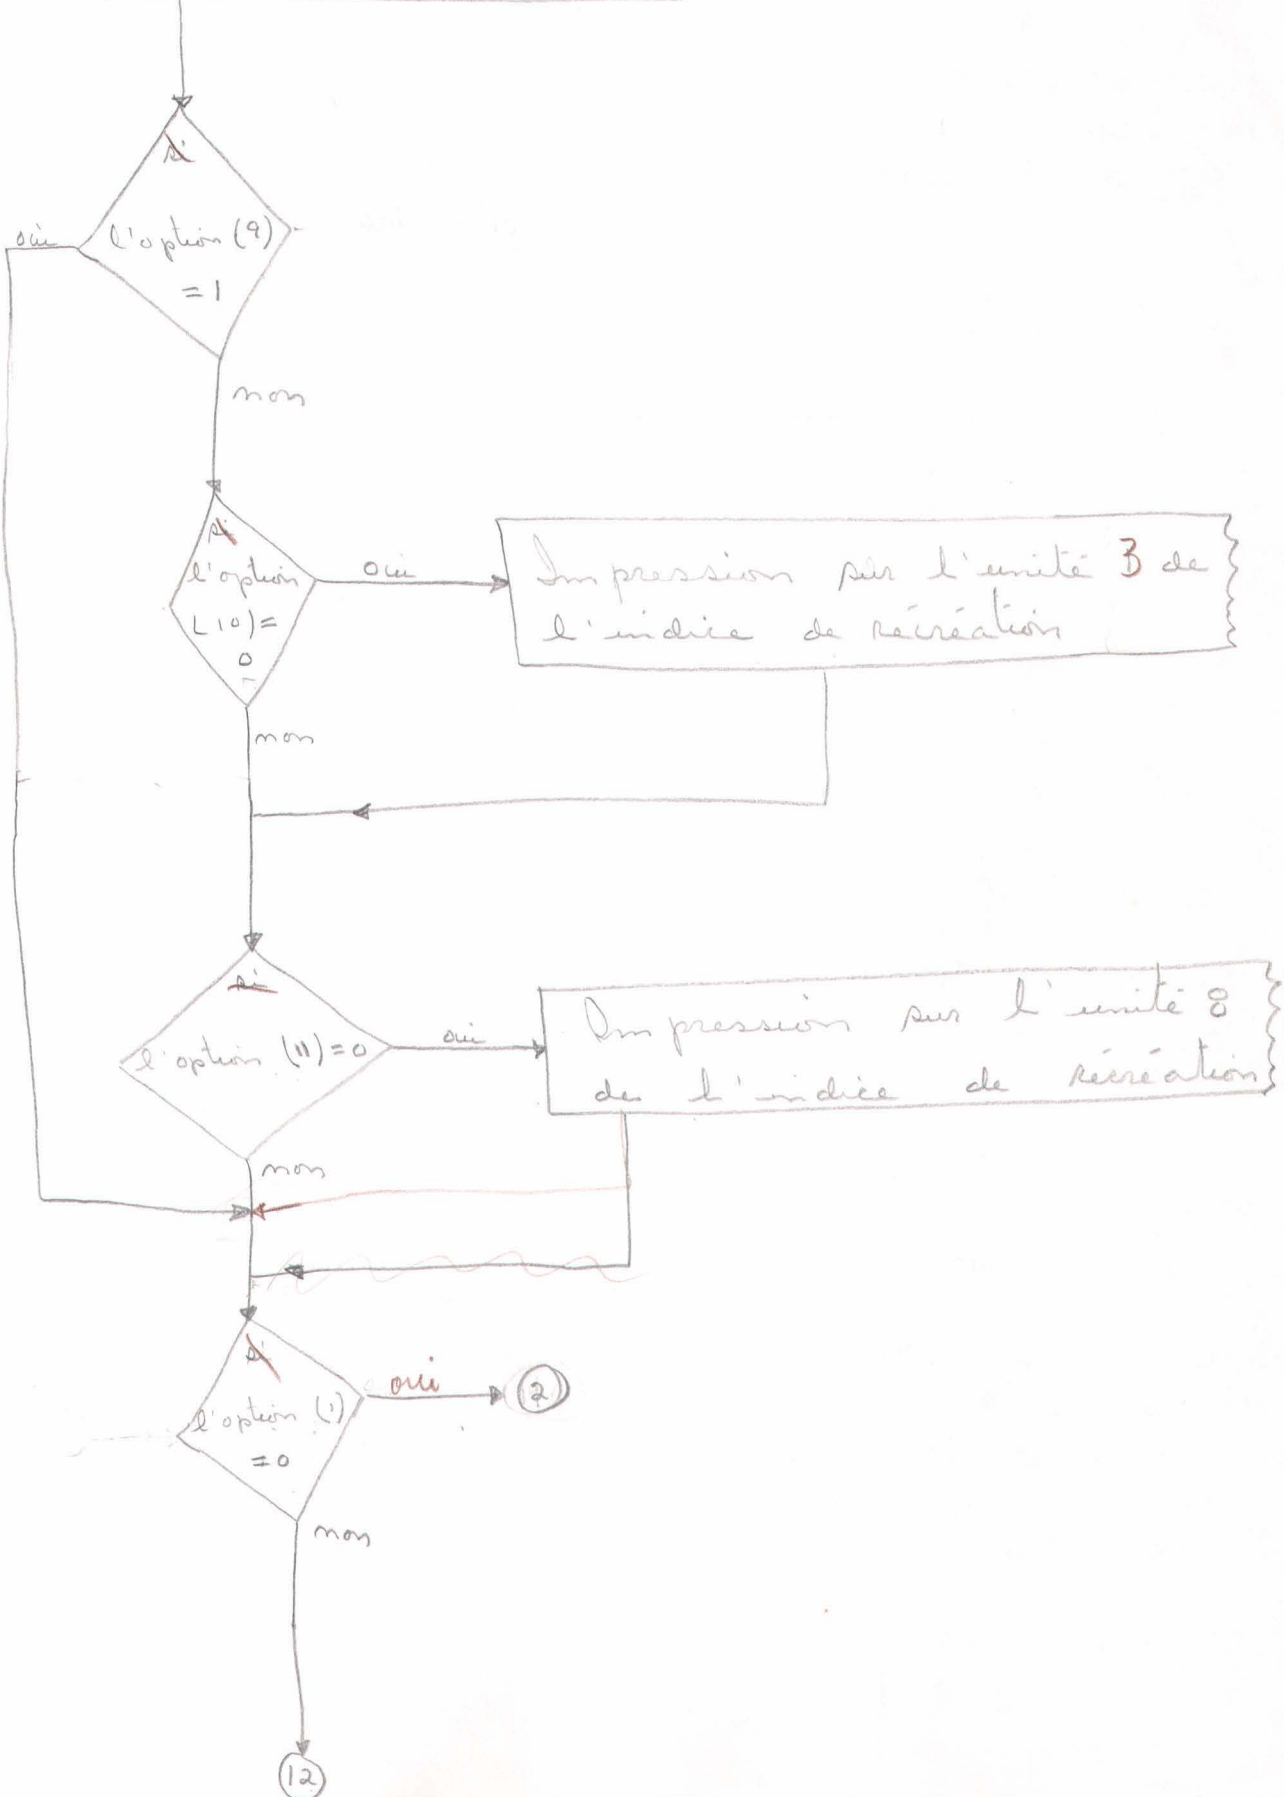 si
l'option (9)
= 1
oui
non
si
l'option
(10) =
0
oui
Impression sur l'unité 3 de
l'indice de récréation
non
si
l'option (11) = 0
oui
Impression sur l'unité 8
de l'indice de récréation
non
si
l'option (1)
= 0
oui
2
non
12